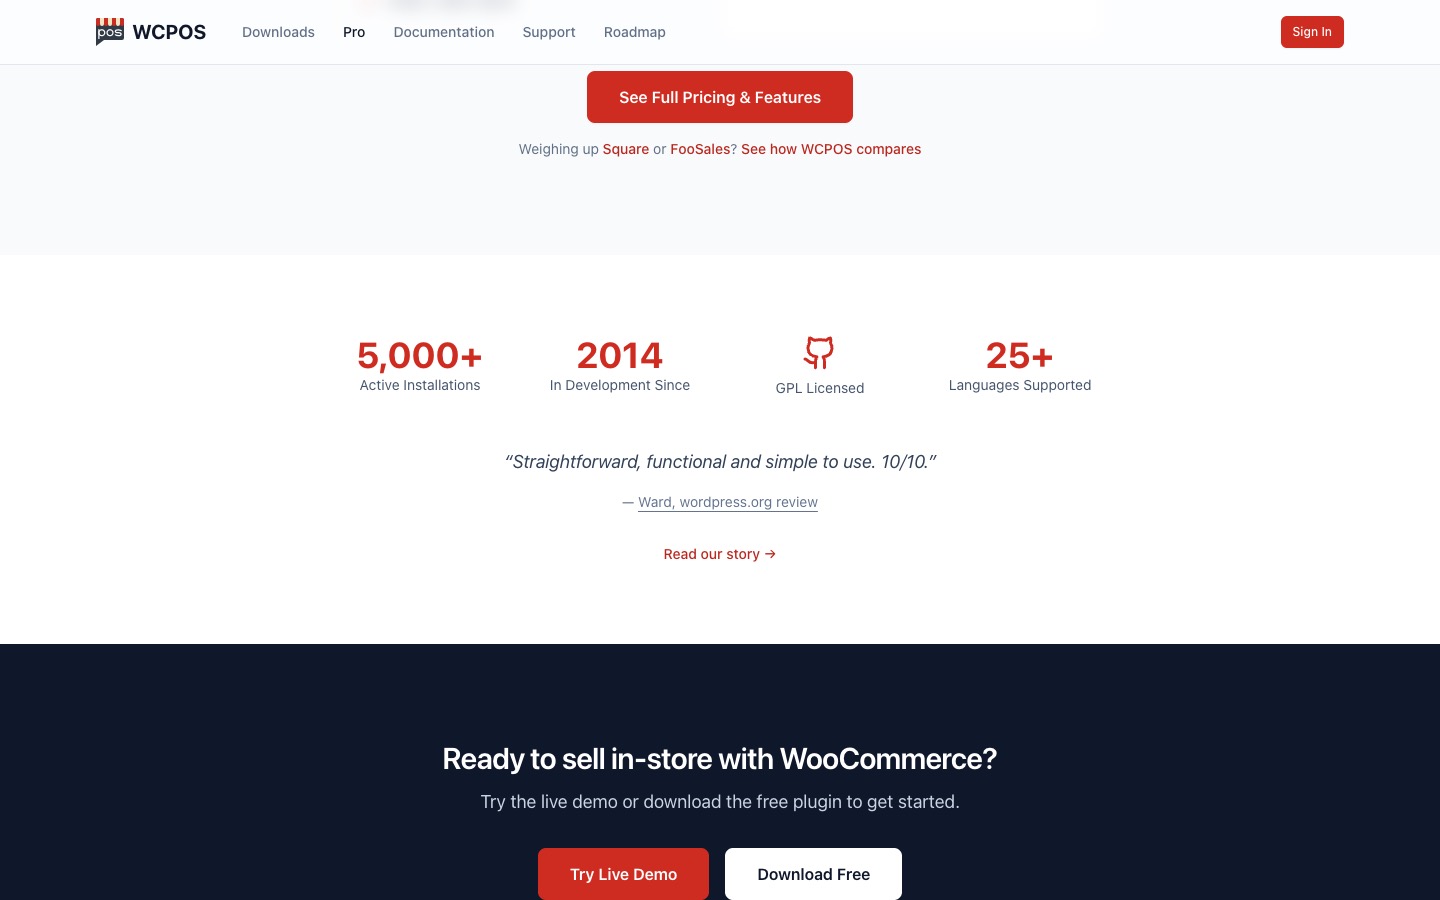 pos WCPOS Downloads Pro Documentation Support Roadmap Sign In
See Full Pricing & Features
Weighing up Square or FooSales? See how WCPOS compares
5,000+ 2014 25+
Active Installations In Development Since GPL Licensed Languages Supported
“Straightforward, functional and simple to use. 10/10.”
— Ward, wordpress.org review
Read our story →
Ready to sell in-store with WooCommerce?
Try the live demo or download the free plugin to get started.
Try Live Demo Download Free